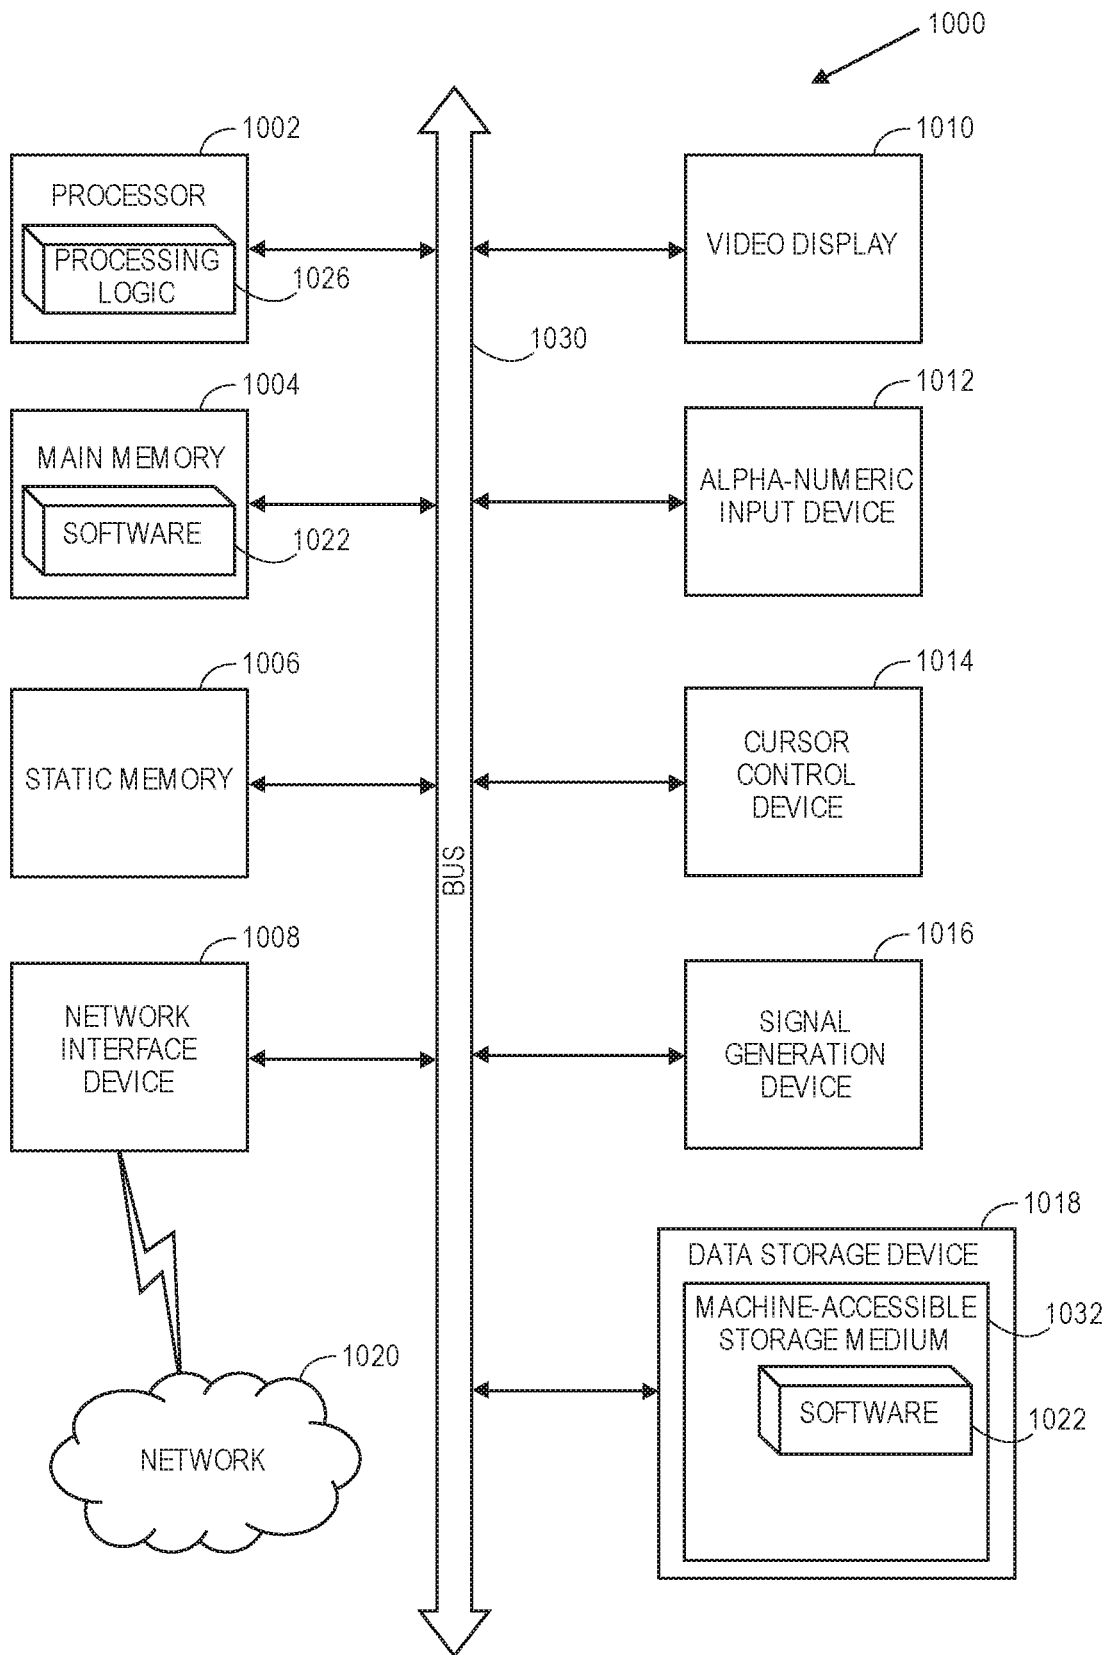 1000
1002
PROCESSOR
PROCESSING
LOGIC
1026
1010
VIDEO DISPLAY
1030
1004
MAIN MEMORY
SOFTWARE
1022
1012
ALPHA-NUMERIC
INPUT DEVICE
1006
STATIC MEMORY
1014
CURSOR
CONTROL
DEVICE
BUS
1008
NETWORK
INTERFACE
DEVICE
1016
SIGNAL
GENERATION
DEVICE
1018
DATA STORAGE DEVICE
MACHINE-ACCESSIBLE
STORAGE MEDIUM
1032
SOFTWARE
1022
1020
NETWORK